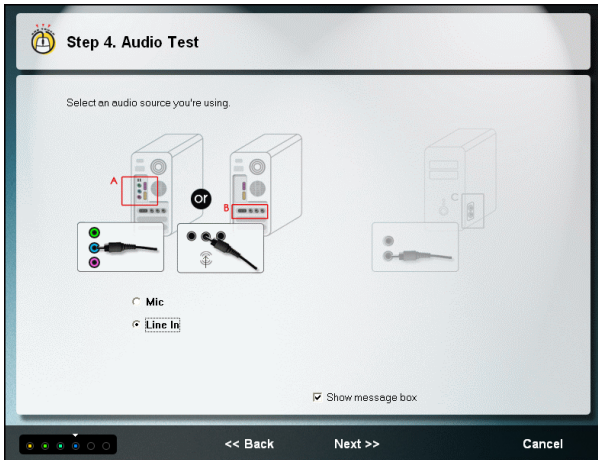 Step 4. Audio Test
Select an audio source you're using.
A
or
B
C
Mic
Line In
Show message box
<< Back
Next >>
Cancel